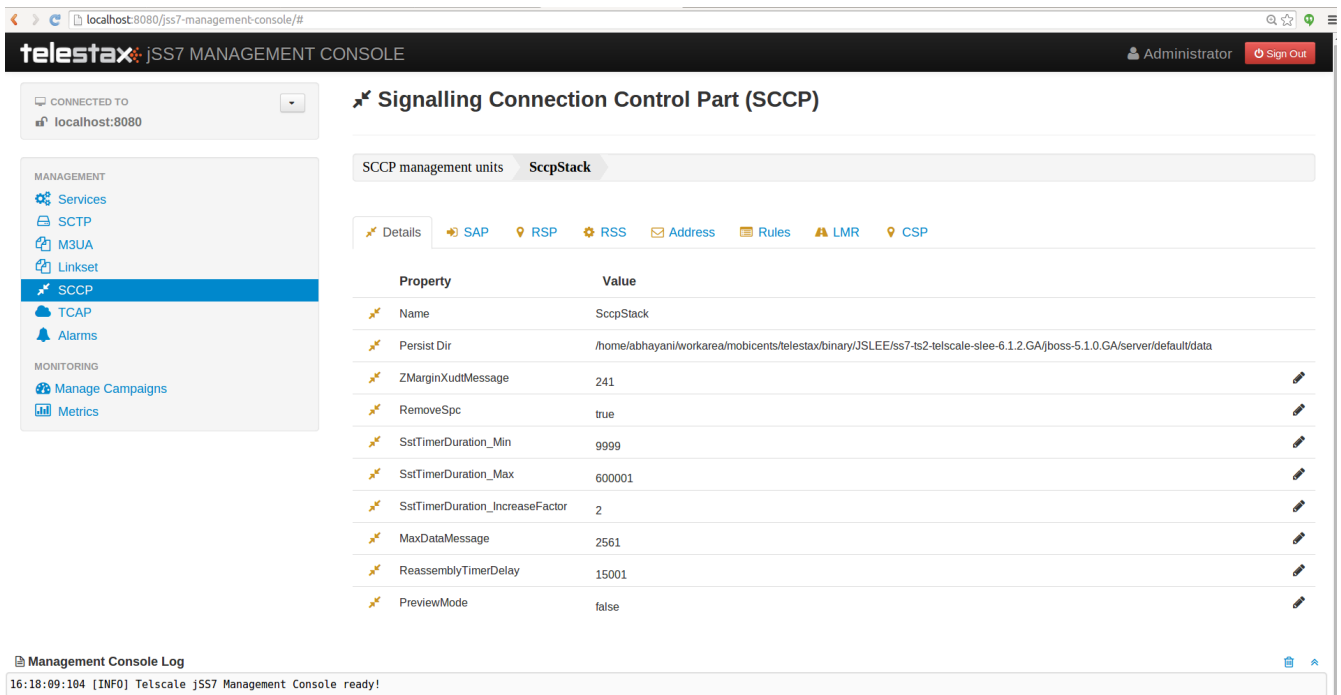 localhost:8080/jss7-management-console/#
telestax jSS7 MANAGEMENT CONSOLE
Administrator
Sign Out
CONNECTED TO
localhost:8080
MANAGEMENT
Services
SCTP
M3UA
Linkset
SCCP
TCAP
Alarms
MONITORING
Manage Campaigns
Metrics
Signalling Connection Control Part (SCCP)
SCCP management units SccpStack
Details SAP RSP RSS Address Rules LMR CSP
Property Value
Name SccpStack
Persist Dir /home/abhayani/workarea/mobicents/telestax/binary/JSLEE/ss7-ts2-telscale-slee-6.1.2.GA/jboss-5.1.0.GA/server/default/data
ZMarginXudtMessage 241
RemoveSpc true
SstTimerDuration_Min 9999
SstTimerDuration_Max 600001
SstTimerDuration_IncreaseFactor 2
MaxDataMessage 2561
ReassemblyTimerDelay 15001
PreviewMode false
Management Console Log
16:18:09:104 [INFO] Telscale jSS7 Management Console ready!